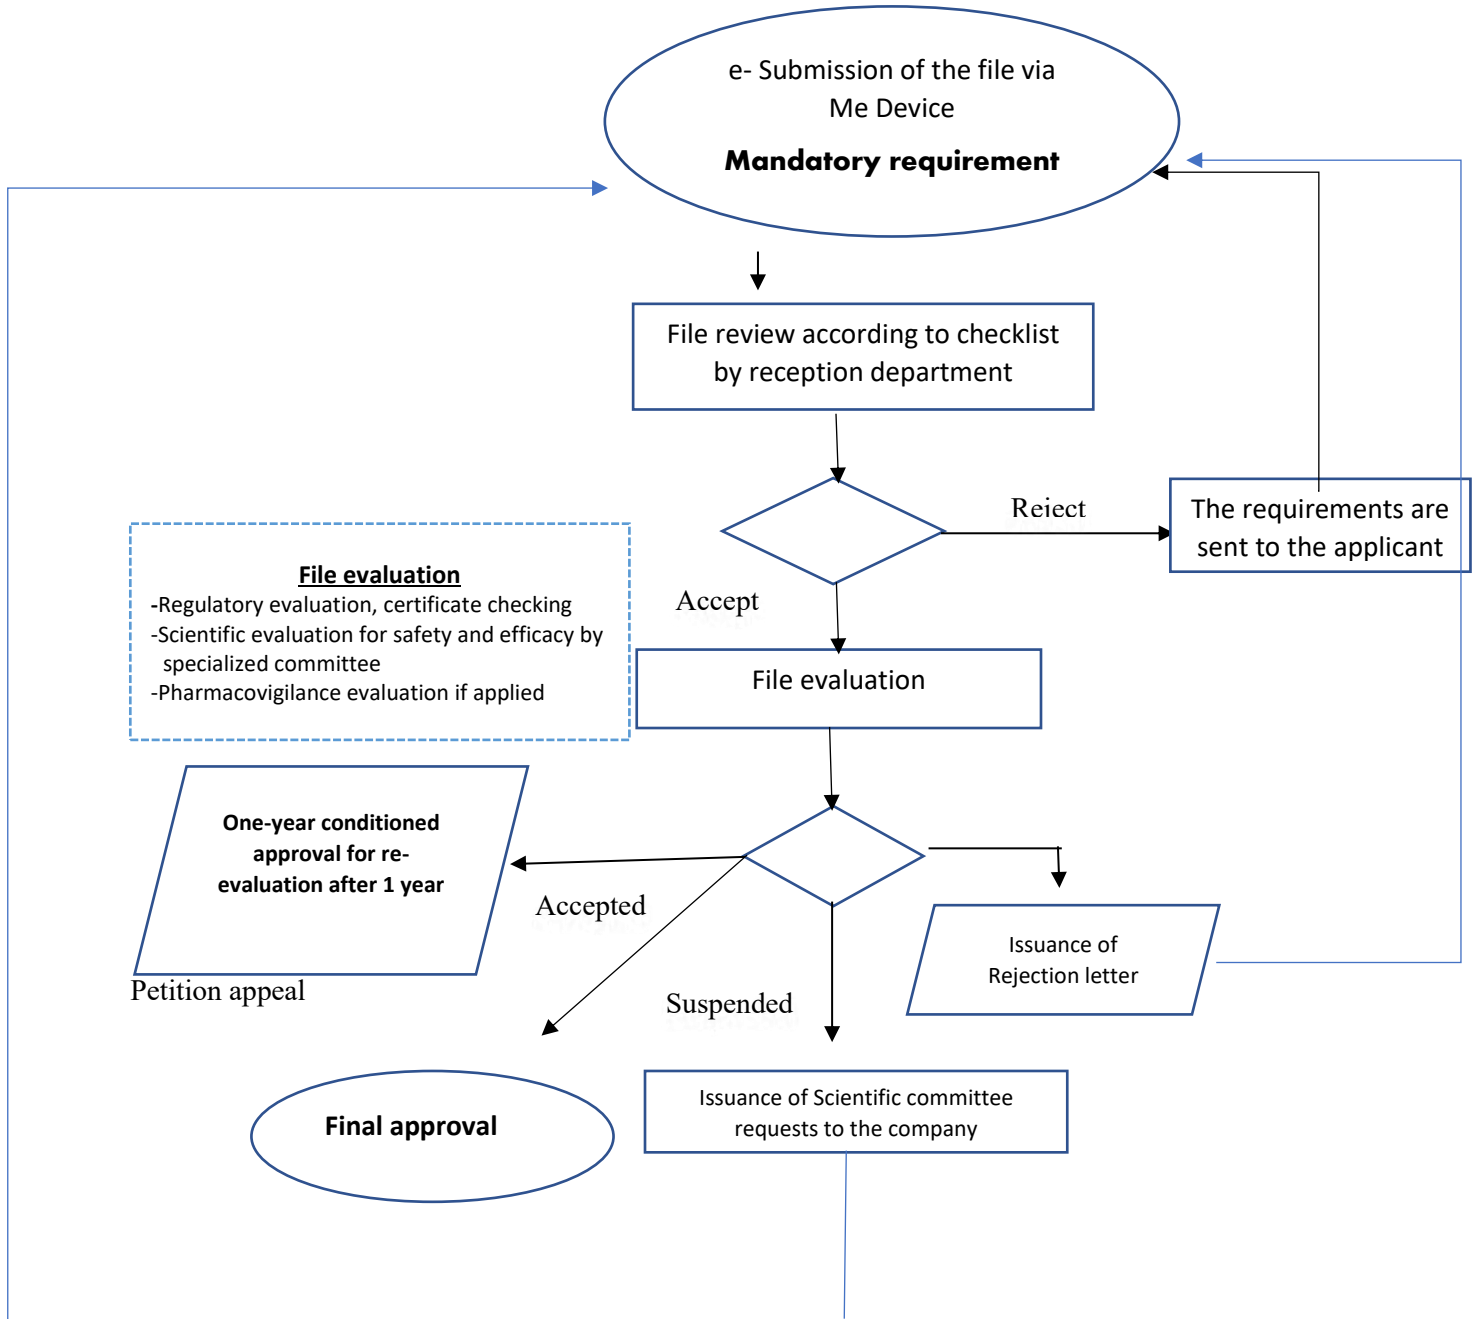 e- Submission of the file via
Me Device
Mandatory requirement
File review according to checklist
by reception department
Reject
The requirements are
sent to the applicant
Accept
File evaluation
-Regulatory evaluation, certificate checking
-Scientific evaluation for safety and efficacy by
specialized committee
-Pharmacovigilance evaluation if applied
File evaluation
One-year conditioned
approval for re-
evaluation after 1 year
Accepted
Petition appeal
Suspended
Issuance of
Rejection letter
Final approval
Issuance of Scientific committee
requests to the company